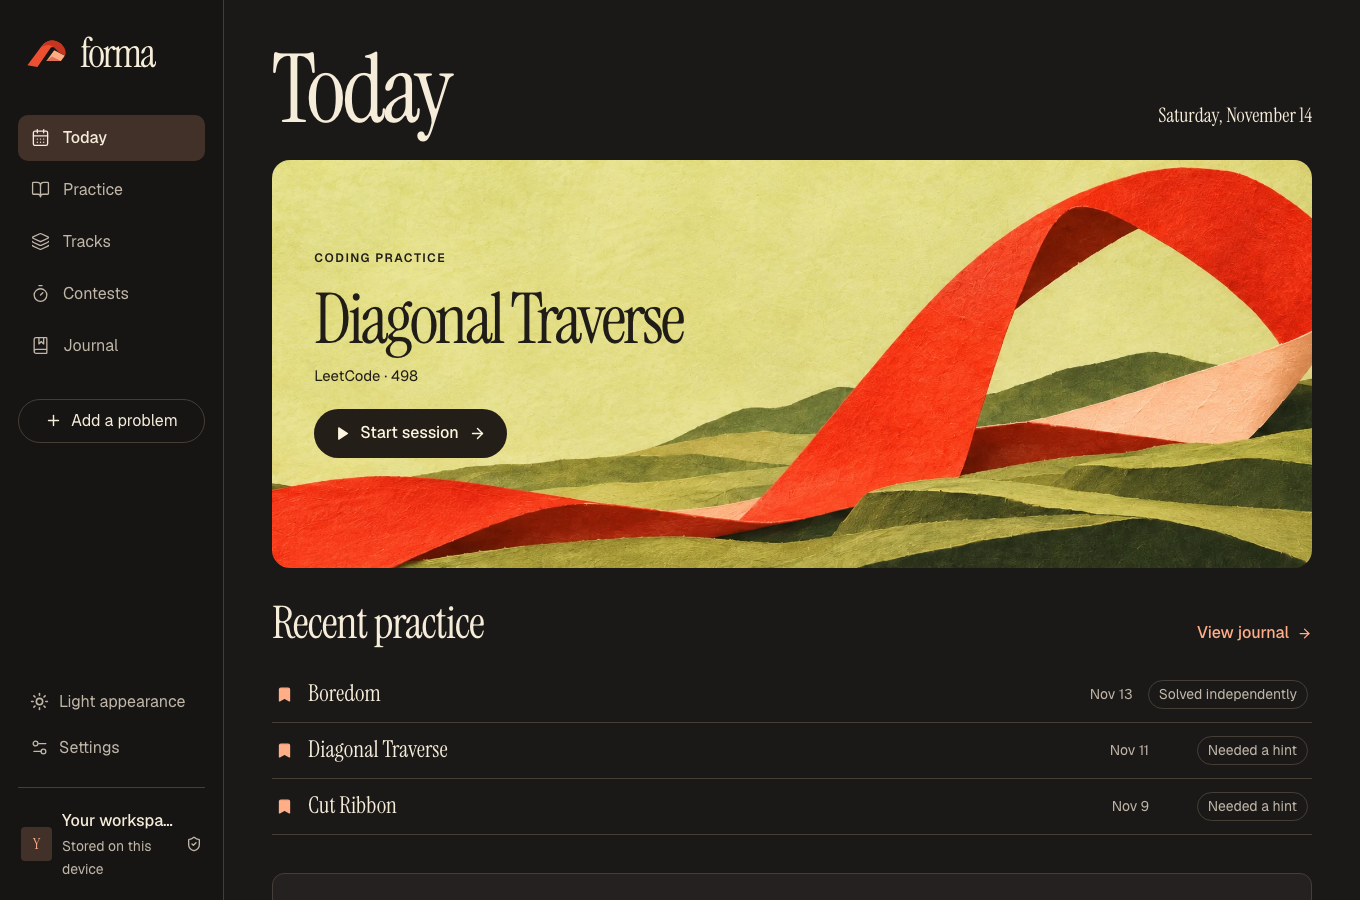 forma
Today
Practice
Tracks
Contests
Journal
Add a problem
Light appearance
Settings
Y
Your workspa...
Stored on this
device
Today
Saturday, November 14
CODING PRACTICE
Diagonal Traverse
LeetCode · 498
Start session
Recent practice
View journal
Boredom
Nov 13
Solved independently
Diagonal Traverse
Nov 11
Needed a hint
Cut Ribbon
Nov 9
Needed a hint